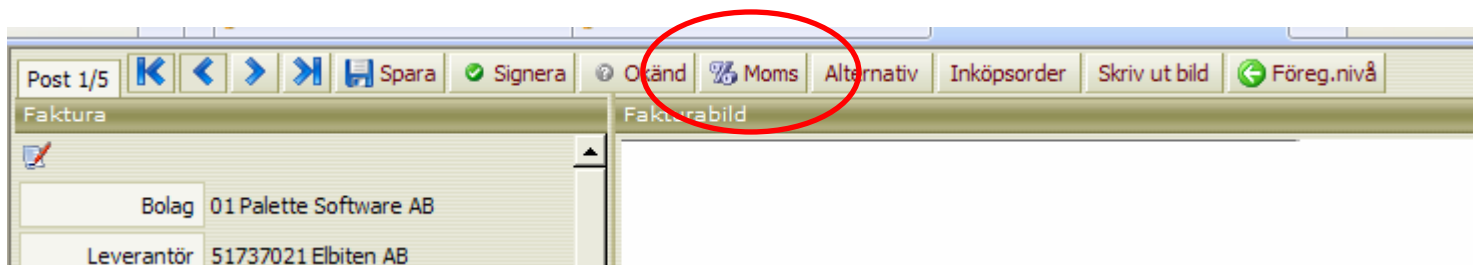 Post 1/5 Spara Signera Okänd Moms Alternativ Inköpsorder Skriv ut bild Föreg.nivå
Faktura Fakturabild
Bolag 01 Palette Software AB
Leverantör 51737021 Elbiten AB